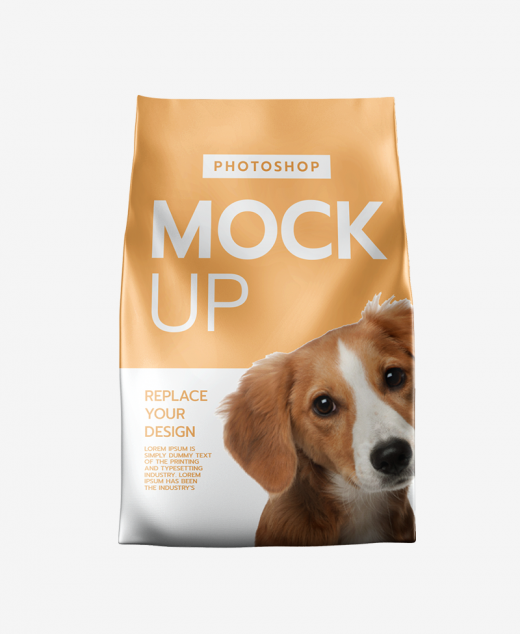 PHOTOSHOP
MOCK
UP
REPLACE
YOUR
DESIGN
LOREM IPSUM IS
SIMPLY DUMMY TEXT
OF THE PRINTING
AND TYPESETTING
INDUSTRY. LOREM
IPSUM HAS BEEN
THE INDUSTRY'S